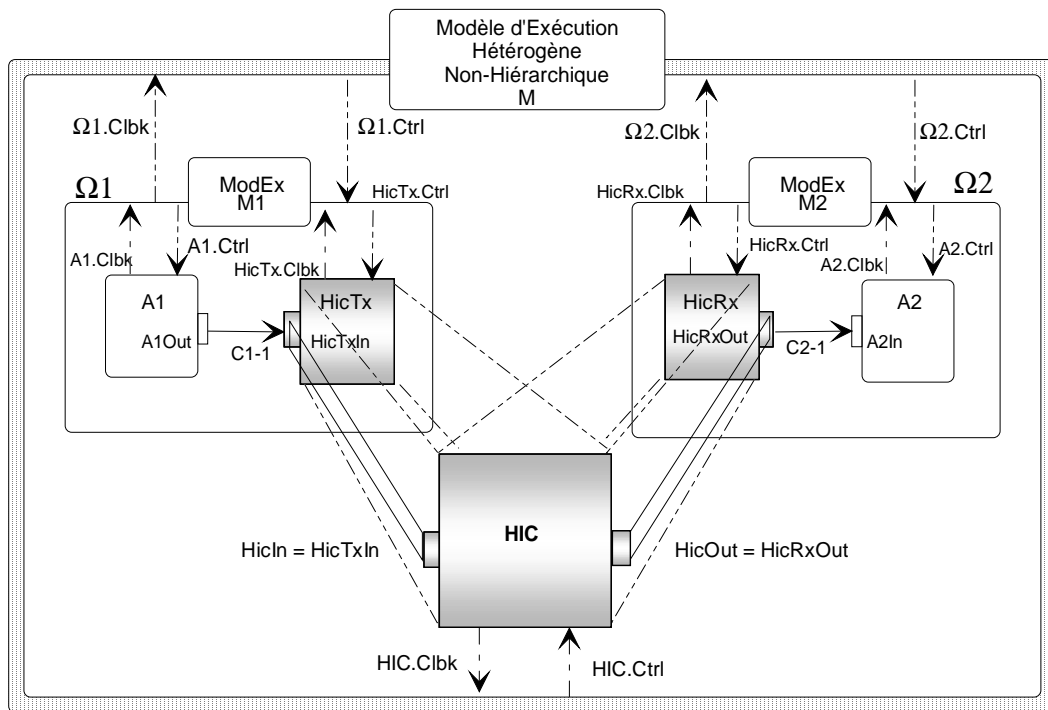 Modèle d'Exécution
Hétérogène
Non-Hiérarchique
M
Ω1.Clbk
Ω1.Ctrl
Ω2.Clbk
Ω2.Ctrl
Ω1
ModEx
M1
HicTx.Ctrl
HicRx.Clbk
ModEx
M2
Ω2
A1.Clbk
A1.Ctrl
HicTx.Clbk
HicRx.Ctrl
A2.Clbk
A2.Ctrl
A1
A1Out
C1-1
HicTx
HicTxIn
HicRx
HicRxOut
C2-1
A2
A2In
HIC
HicIn = HicTxIn
HicOut = HicRxOut
HIC.Clbk
HIC.Ctrl